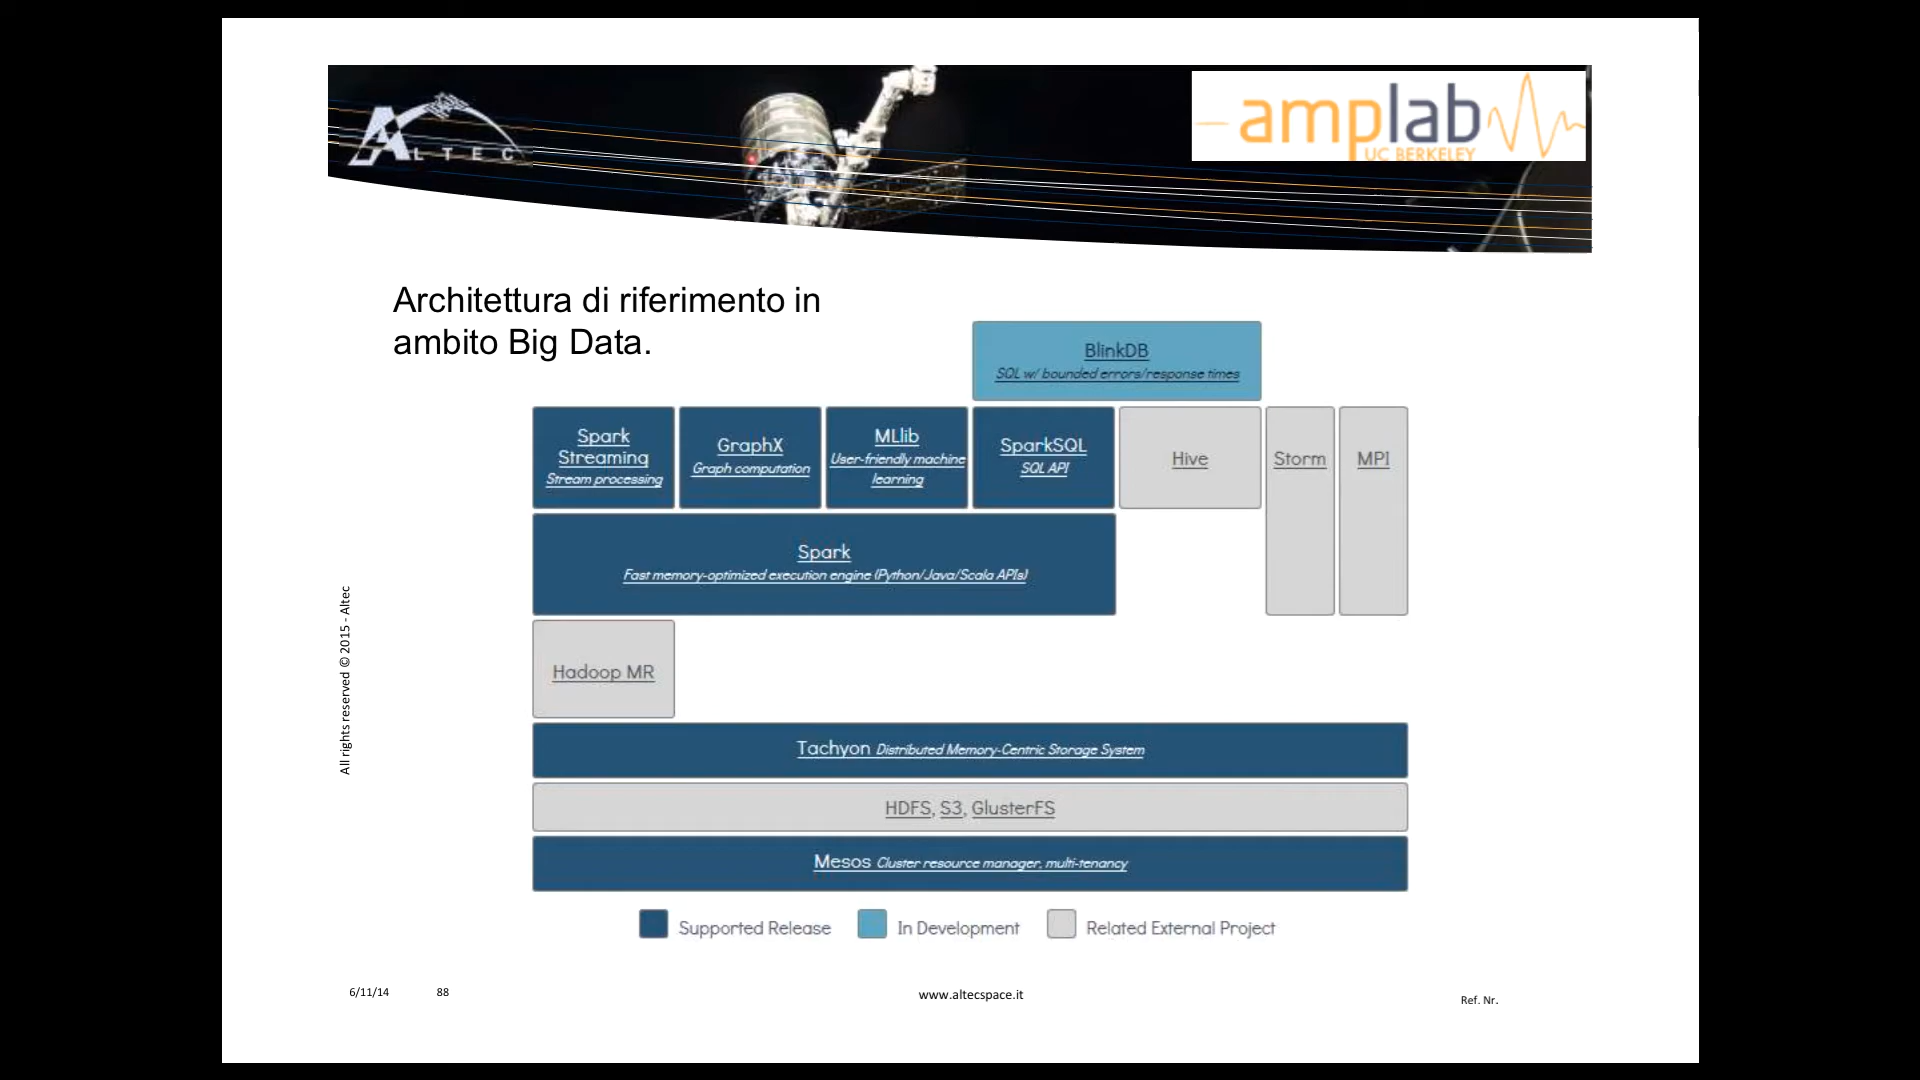 ALTEC
amplab
UC BERKELEY
Architettura di riferimento in
ambito Big Data.
BlinkDB
SQL w/ bounded errors/response times
Spark
Streaming
Stream processing
GraphX
Graph computation
MLlib
User-friendly machine
learning
SparkSQL
SQL API
Hive
Storm
MPI
Spark
Fast memory-optimized execution engine (Python/Java/Scala APIs)
Hadoop MR
Tachyon Distributed Memory-Centric Storage System
HDFS, S3, GlusterFS
Mesos Cluster resource manager, multi-tenancy
Supported Release
In Development
Related External Project
All rights reserved © 2015 - Altec
6/11/14
88
www.altecspace.it
Ref. Nr.